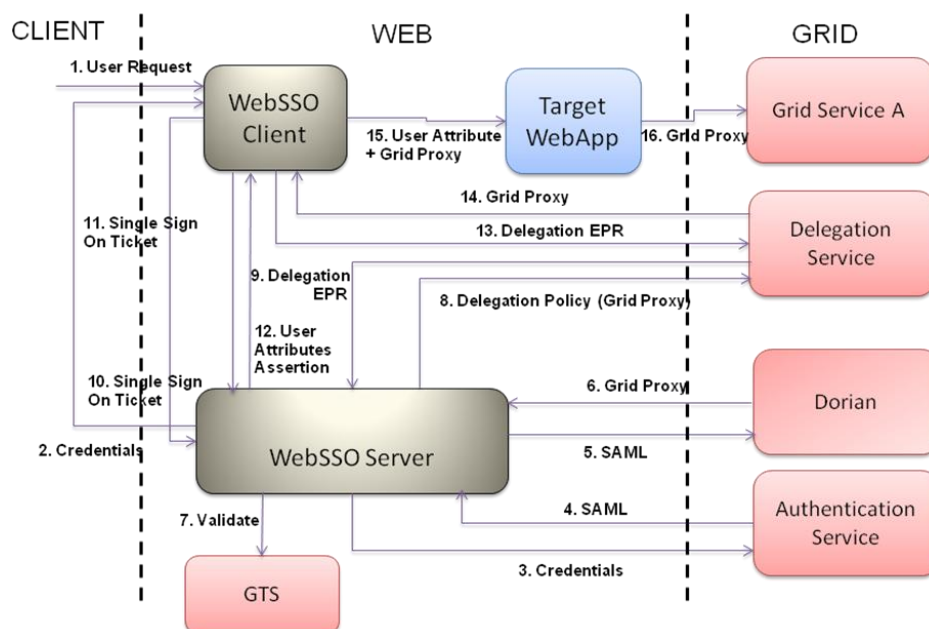 CLIENT
WEB
GRID
1. User Request
WebSSO
Client
Target
WebApp
Grid Service A
15. User Attribute
+ Grid Proxy
16. Grid Proxy
14. Grid Proxy
11. Single Sign
On Ticket
13. Delegation EPR
Delegation
Service
9. Delegation
EPR
8. Delegation Policy (Grid Proxy)
12. User
Attributes
Assertion
10. Single Sign
On Ticket
6. Grid Proxy
Dorian
2. Credentials
WebSSO Server
5. SAML
7. Validate
4. SAML
Authentication
Service
3. Credentials
GTS